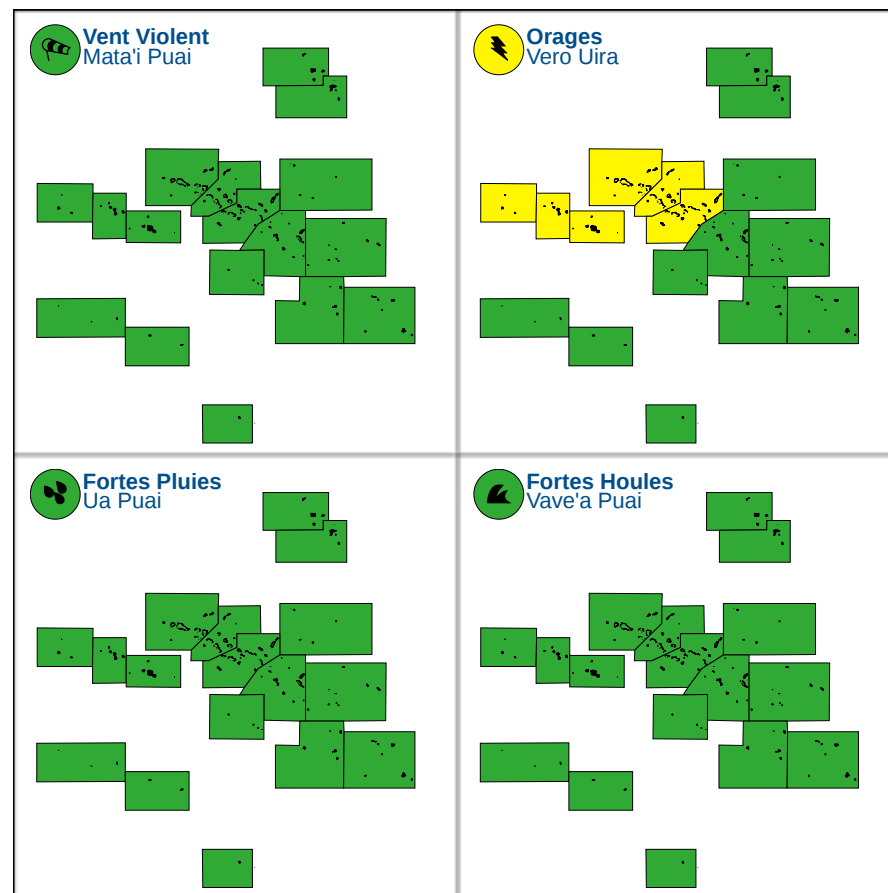 Vent Violent
Mata'i Puai
Orages
Vero Uira
Fortes Pluies
Ua Puai
Fortes Houles
Vave'a Puai